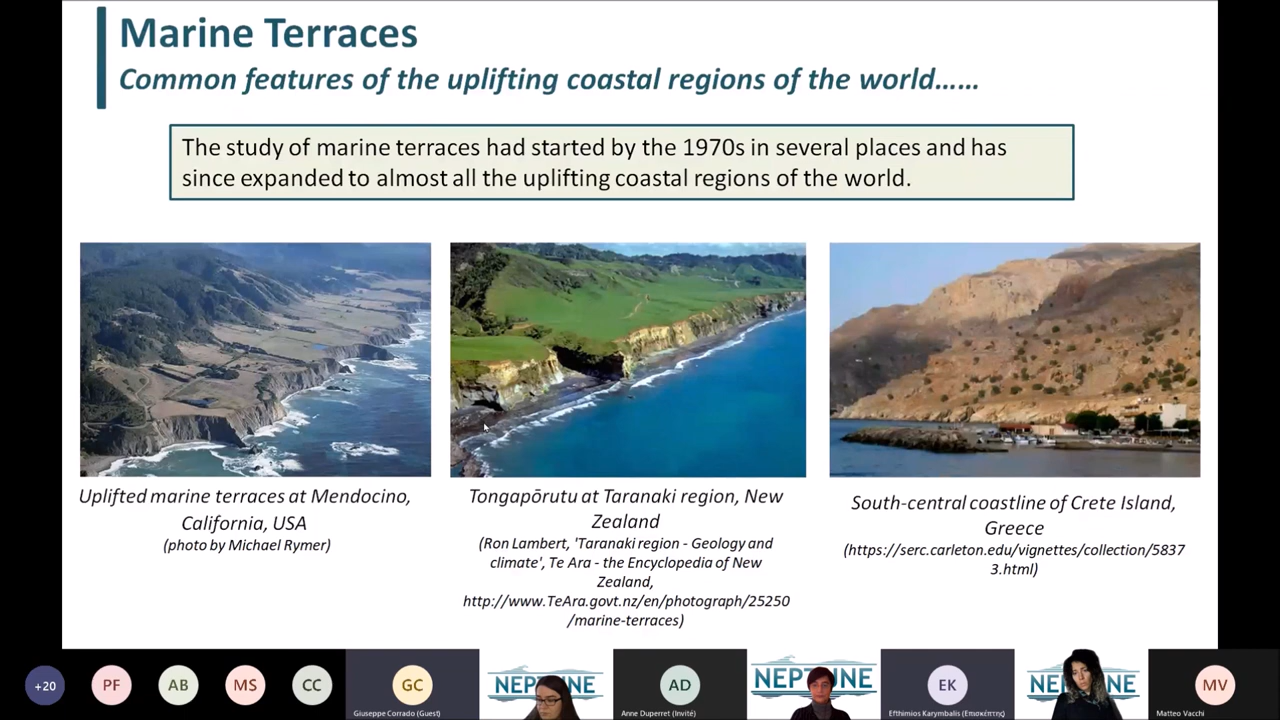 Marine Terraces
Common features of the uplifting coastal regions of the world……
The study of marine terraces had started by the 1970s in several places and has
since expanded to almost all the uplifting coastal regions of the world.
Uplifted marine terraces at Mendocino,
California, USA
(photo by Michael Rymer)
Tongapōrutu at Taranaki region, New
Zealand
(Ron Lambert, 'Taranaki region - Geology and
climate', Te Ara - the Encyclopedia of New
Zealand,
http://www.TeAra.govt.nz/en/photograph/25250
/marine-terraces)
South-central coastline of Crete Island,
Greece
(https://serc.carleton.edu/vignettes/collection/5837
3.html)
+20
PF
AB
MS
CC
GC
Giuseppe Corrado (Guest)
NEPTUNE
AD
Anne Duperret (Invité)
NEPTUNE
EK
Efthimios Karymbalis (Επισκέπτης)
NE
NE
MV
Matteo Vacchi